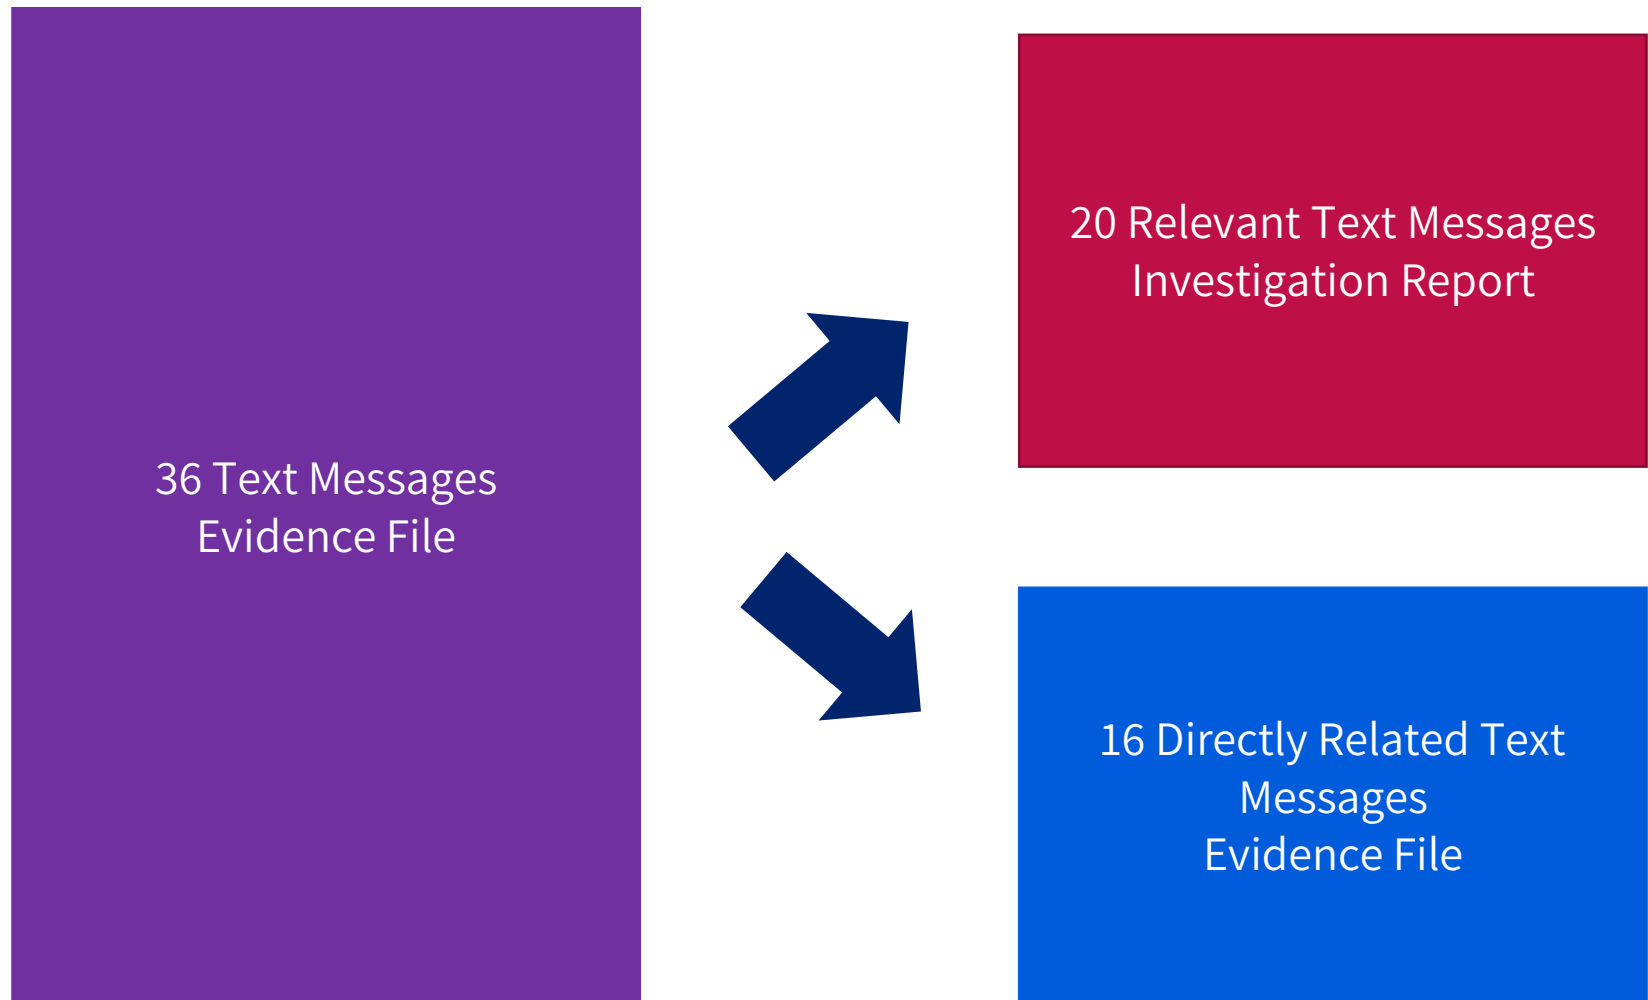 36 Text Messages
Evidence File
20 Relevant Text Messages
Investigation Report
16 Directly Related Text
Messages
Evidence File